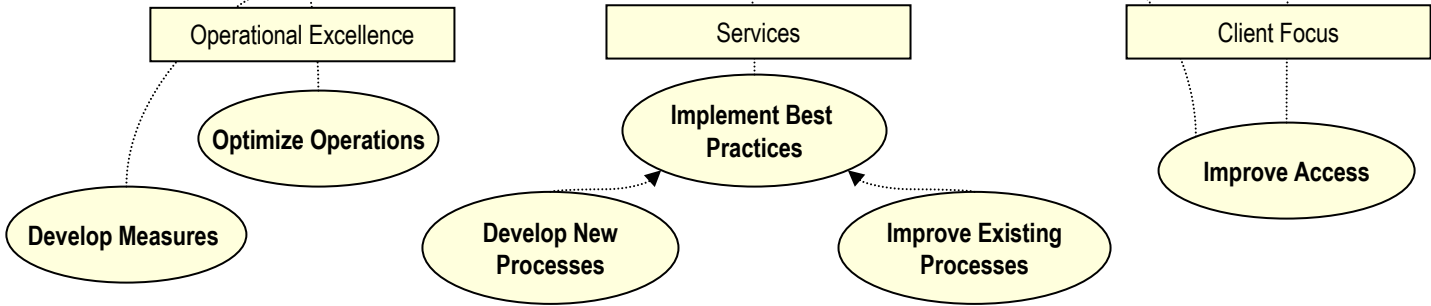 Operational Excellence
Services
Client Focus
Optimize Operations
Implement Best
Practices
Improve Access
Develop Measures
Develop New
Processes
Improve Existing
Processes